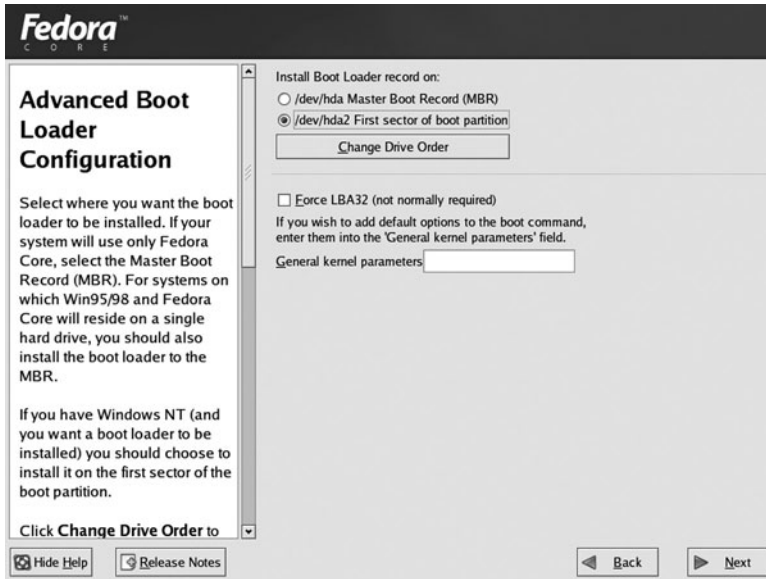 Fedora™
CORE
Advanced Boot
Loader
Configuration
Select where you want the boot
loader to be installed. If your
system will use only Fedora
Core, select the Master Boot
Record (MBR). For systems on
which Win95/98 and Fedora
Core will reside on a single
hard drive, you should also
install the boot loader to the
MBR.
If you have Windows NT (and
you want a boot loader to be
installed) you should choose to
install it on the first sector of the
boot partition.
Click Change Drive Order to
Install Boot Loader record on:
/dev/hda Master Boot Record (MBR)
/dev/hda2 First sector of boot partition
Change Drive Order
Force LBA32 (not normally required)
If you wish to add default options to the boot command,
enter them into the 'General kernel parameters' field.
General kernel parameters
Hide Help
Release Notes
Back
Next